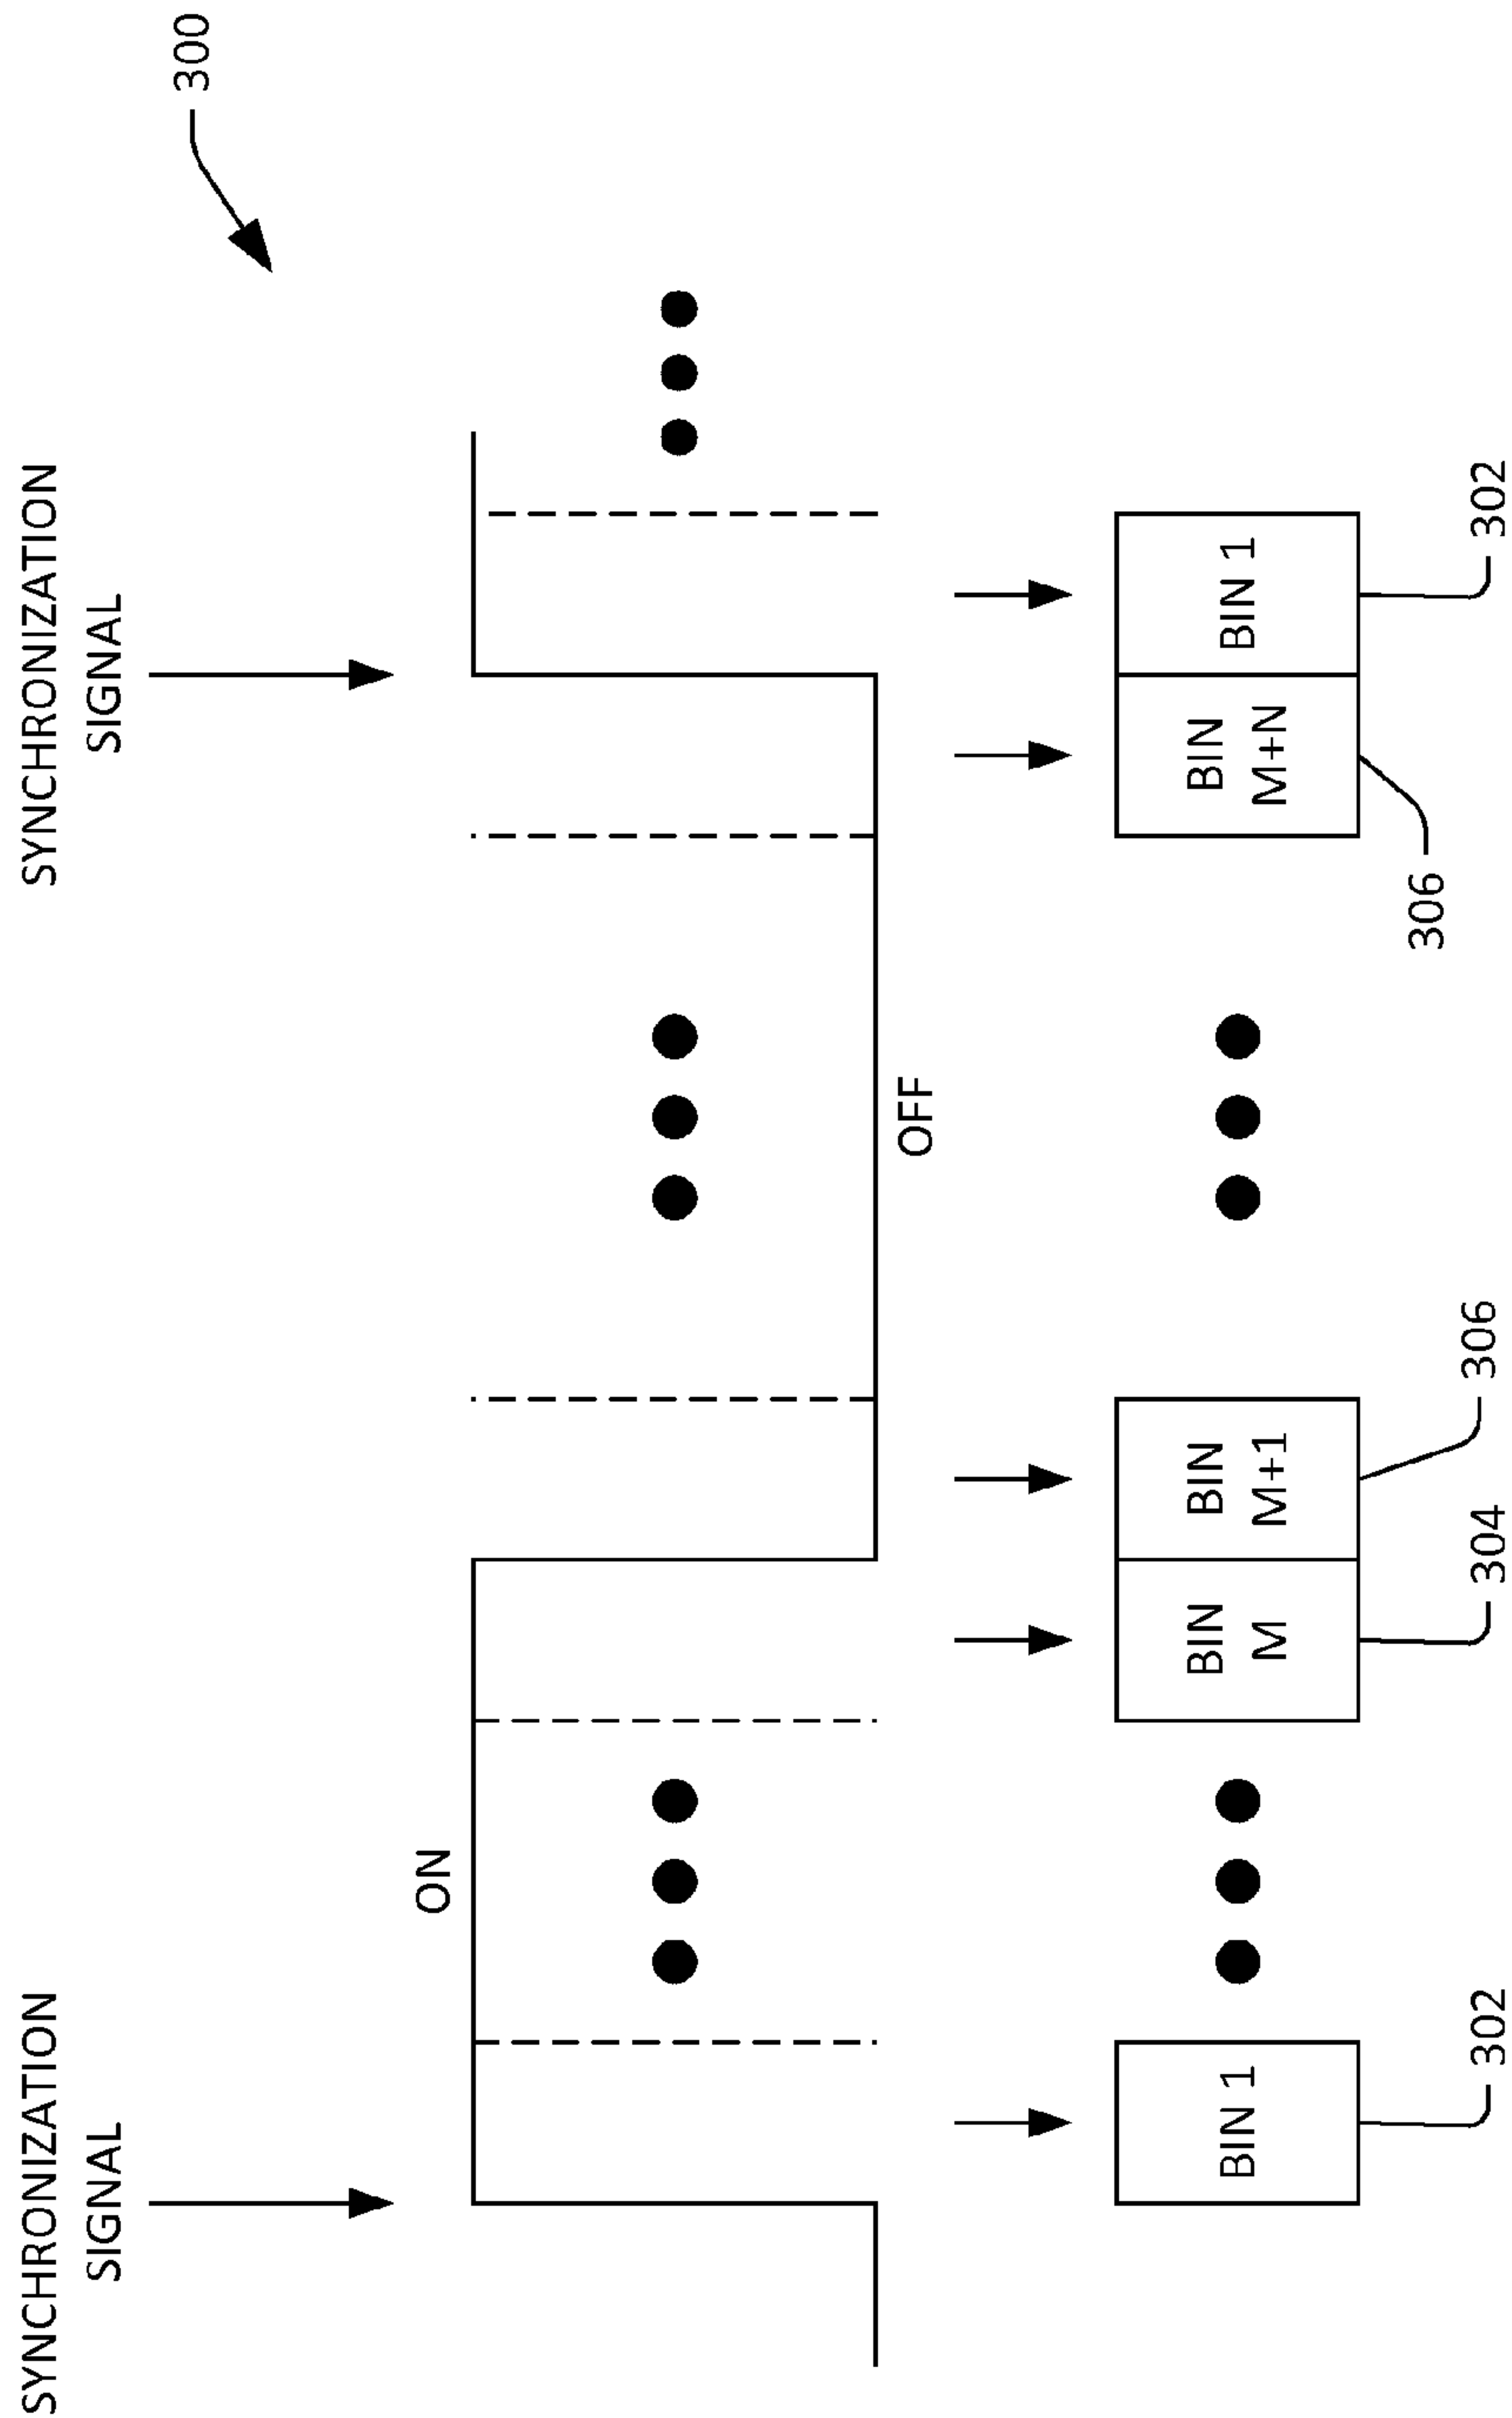 300
SYNCHRONIZATION
SIGNAL
SYNCHRONIZATION
SIGNAL
ON
OFF
BIN 1
BIN
M
BIN
M+1
BIN
M+N
BIN 1
302
304
306
306
302